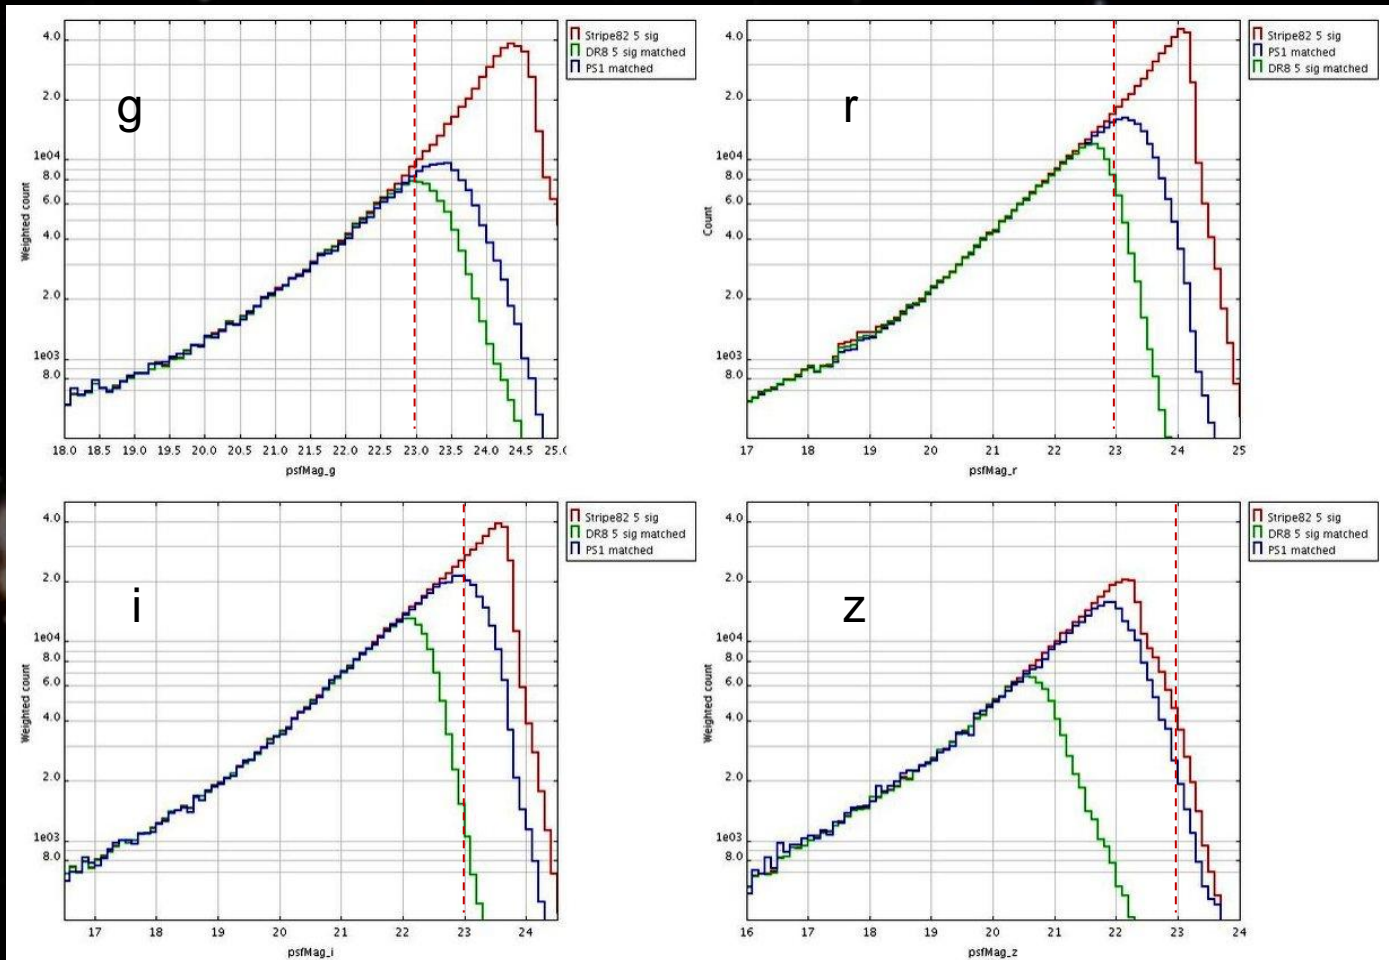 g
4.0
2.0
1e04
8.0
6.0
4.0
2.0
1e03
8.0
Weighted count
18.0 18.5 19.0 19.5 20.0 20.5 21.0 21.5 22.0 22.5 23.0 23.5 24.0 24.5 25.0
psfMag_g
Stripe82 5 sig
DR8 5 sig matched
PS1 matched
r
4.0
2.0
1e04
8.0
6.0
4.0
2.0
1e03
8.0
Count
17 18 19 20 21 22 23 24 25
psfMag_r
Stripe82 5 sig
PS1 matched
DR8 5 sig matched
i
4.0
2.0
1e04
8.0
6.0
4.0
2.0
1e03
8.0
Weighted count
17 18 19 20 21 22 23 24
psfMag_i
Stripe82 5 sig
DR8 5 sig matched
PS1 matched
z
4.0
2.0
1e04
8.0
6.0
4.0
2.0
1e03
8.0
Weighted count
16 17 18 19 20 21 22 23 24
psfMag_z
Stripe82 5 sig
DR8 5 sig matched
PS1 matched